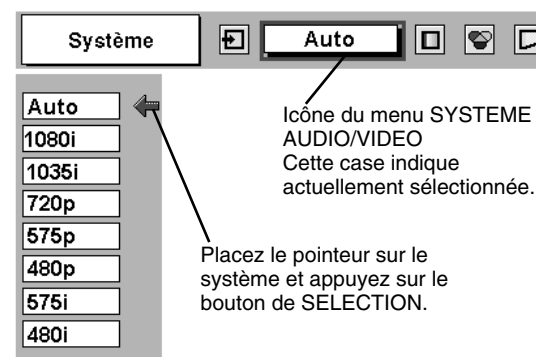 Système
Auto
Auto
1080i
1035i
720p
575p
480p
575i
480i
Icône du menu SYSTEME
AUDIO/VIDEO
Cette case indique
actuellement sélectionnée.
Placez le pointeur sur le
système et appuyez sur le
bouton de SELECTION.